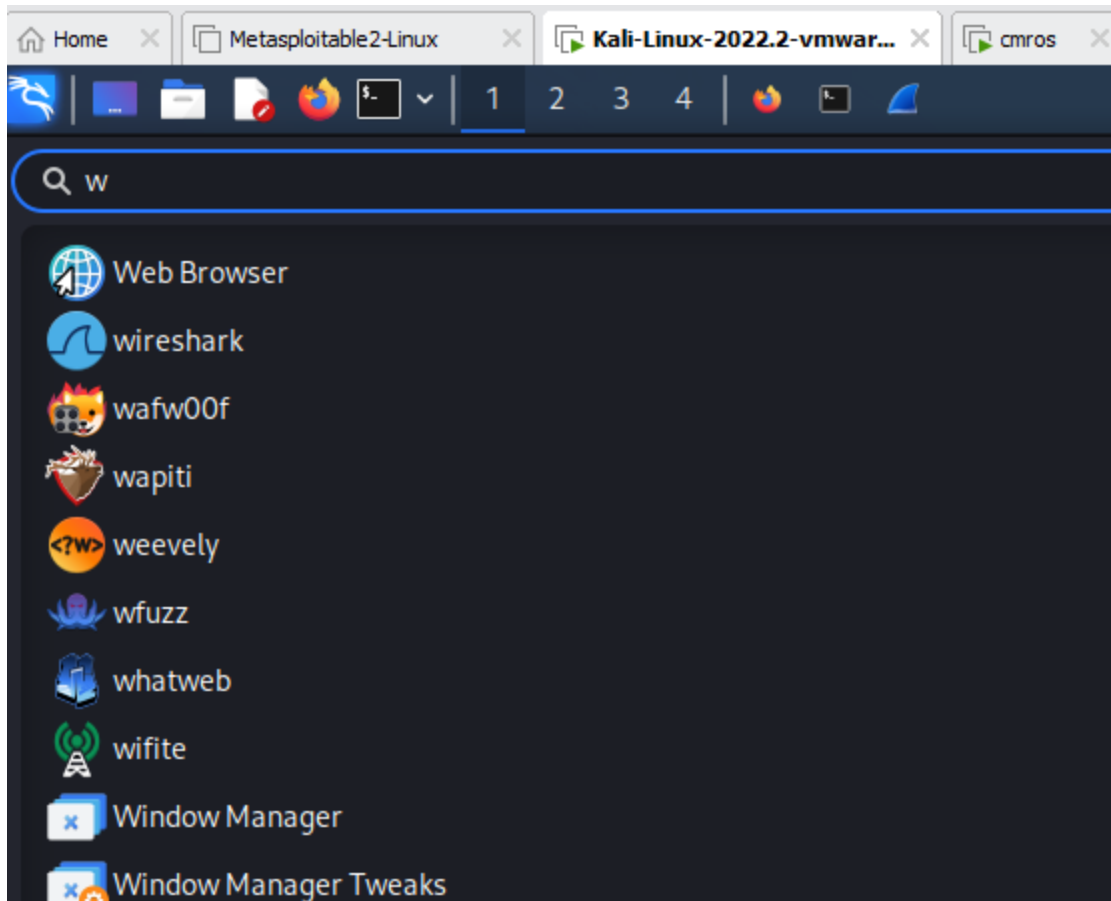 Home Metasploitable2-Linux Kali-Linux-2022.2-vmwar... cmros
1 2 3 4
w
Web Browser
wireshark
wafw00f
wapiti
<?W> weevely
wfuzz
whatweb
wifite
Window Manager
Window Manager Tweaks